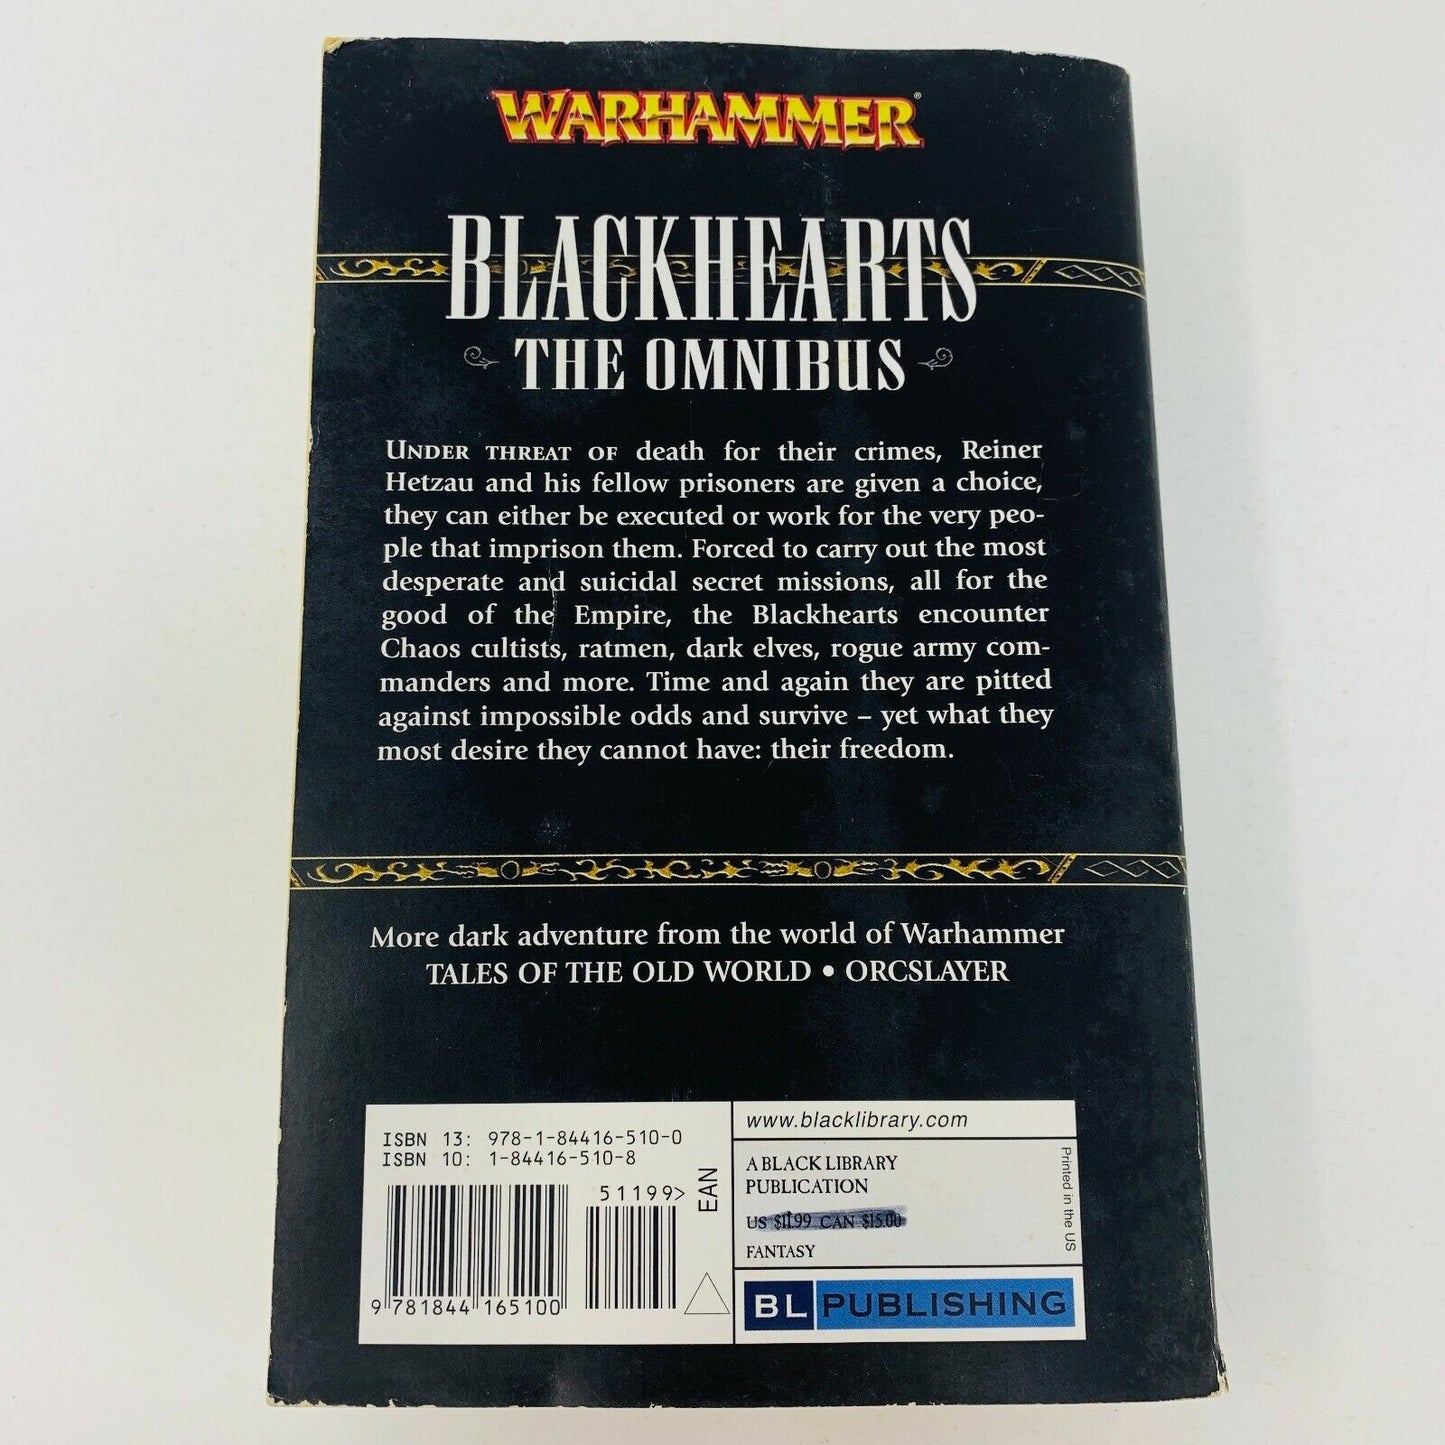 WARHAMMER®
BLACKHEARTS
THE OMNIBUS
UNDER THREAT OF death for their crimes, Reiner
Hetzau and his fellow prisoners are given a choice,
they can either be executed or work for the very peo-
ple that imprison them. Forced to carry out the most
desperate and suicidal secret missions, all for the
good of the Empire, the Blackhearts encounter
Chaos cultists, ratmen, dark elves, rogue army com-
manders and more. Time and again they are pitted
against impossible odds and survive – yet what they
most desire they cannot have: their freedom.
More dark adventure from the world of Warhammer
TALES OF THE OLD WORLD • ORCSLAYER
ISBN 13: 978-1-84416-510-0
ISBN 10: 1-84416-510-8
51199>
EAN
9 781844 165100
www.blacklibrary.com
A BLACK LIBRARY
PUBLICATION
US $11.99 CAN $15.00
FANTASY
Printed in the US
BL PUBLISHING